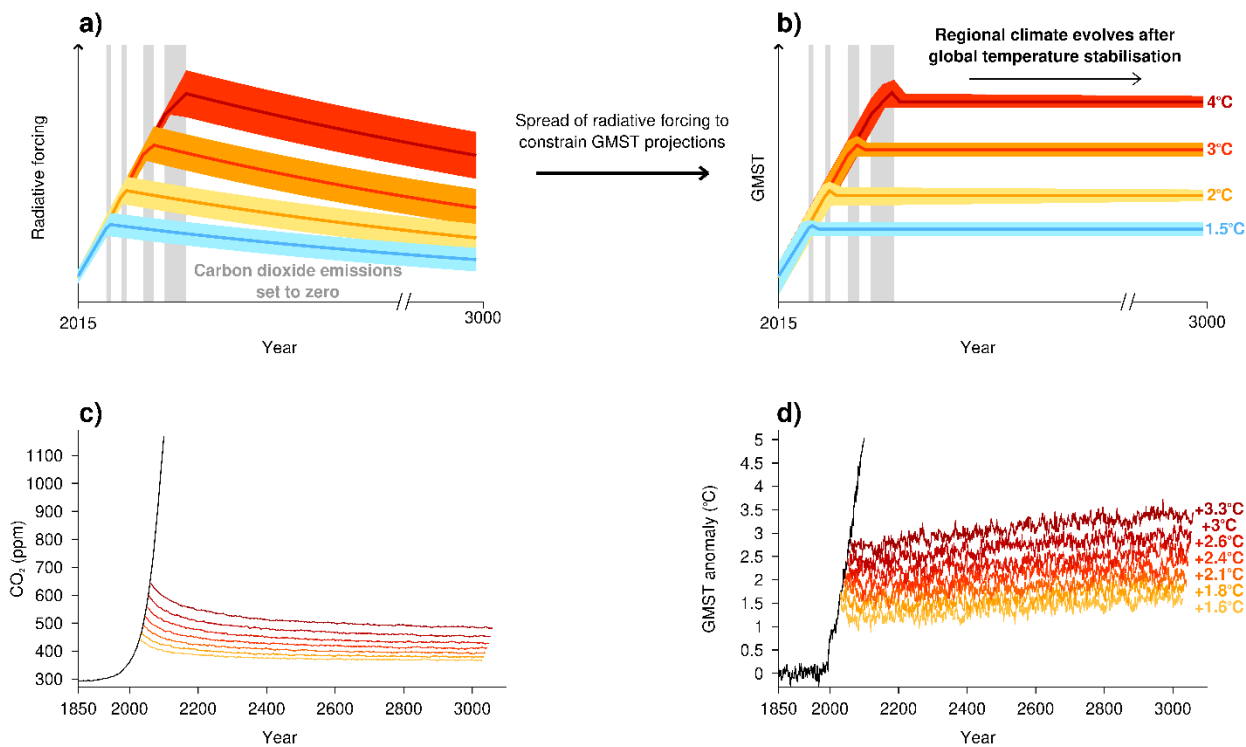 a)
Radiative forcing
Carbon dioxide emissions
set to zero
2015
3000
Year
Spread of radiative forcing to
constrain GMST projections
b)
Regional climate evolves after
global temperature stabilisation
GMST
4°C
3°C
2°C
1.5°C
2015
3000
Year
c)
CO₂ (ppm)
1100
1000
900
800
700
600
500
400
300
1850
2000
2200
2400
2600
2800
3000
Year
d)
GMST anomaly (°C)
5
4.5
4
3.5
3
2.5
2
1.5
1
0.5
0
+3.3°C
+3°C
+2.6°C
+2.4°C
+2.1°C
+1.8°C
+1.6°C
1850
2000
2200
2400
2600
2800
3000
Year